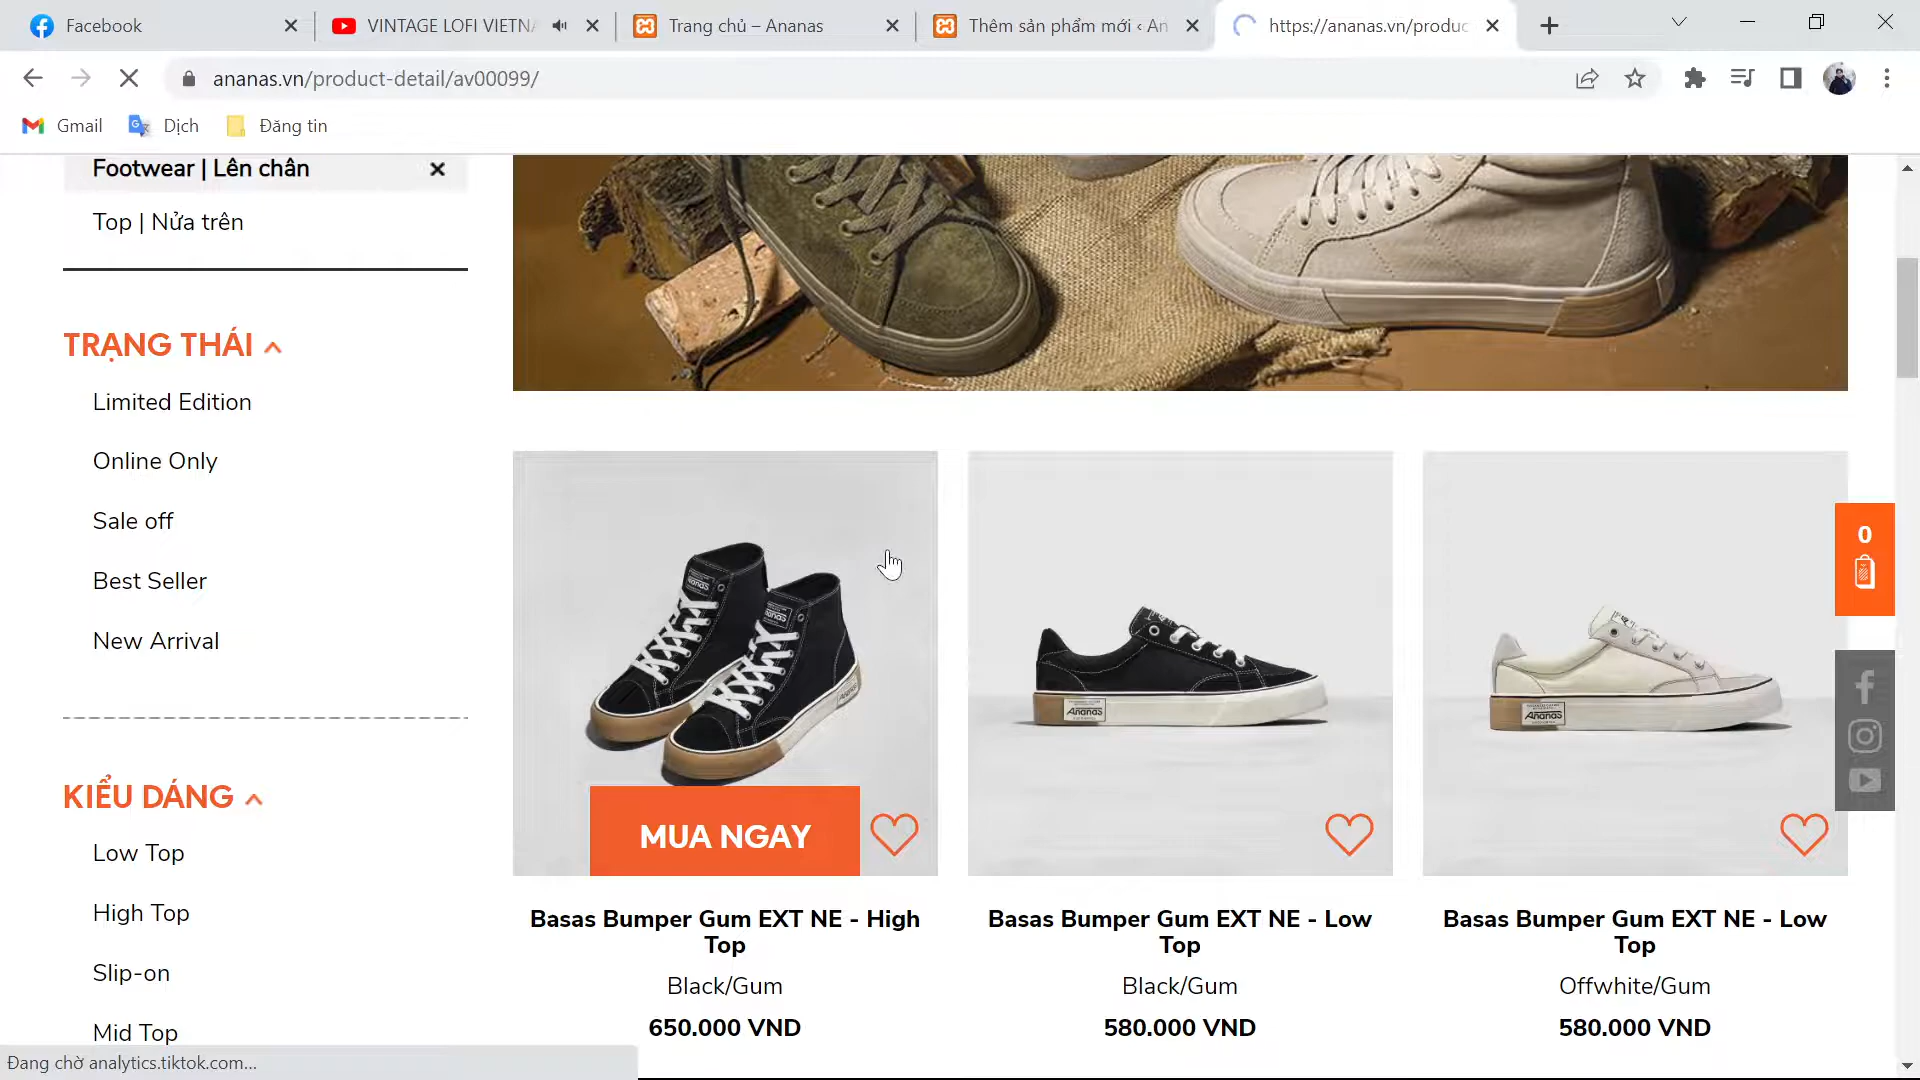 Facebook
VINTAGE LOFI VIETN
Trang chủ – Ananas
Thêm sản phẩm mới ‹ An
https://ananas.vn/produc
ananas.vn/product-detail/av00099/
Gmail
Dịch
Đăng tin
Footwear | Lên chân
Top | Nửa trên
TRẠNG THÁI
Limited Edition
Online Only
Sale off
Best Seller
New Arrival
KIỂU DÁNG
Low Top
High Top
Slip-on
Mid Top
Ananas
Ananas
0
MUA NGAY
Basas Bumper Gum EXT NE - High
Top
Black/Gum
650.000 VND
Basas Bumper Gum EXT NE - Low
Top
Black/Gum
580.000 VND
Basas Bumper Gum EXT NE - Low
Top
Offwhite/Gum
580.000 VND
Đang chờ analytics.tiktok.com...